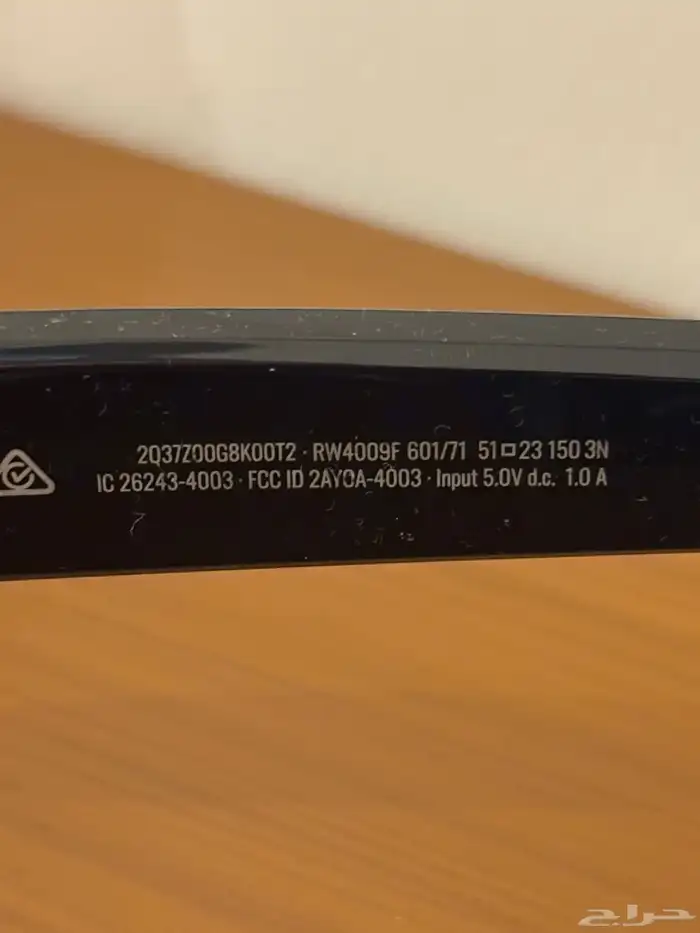 2Q37Z00G8K00T2 · RW4009F 601/71 51□23 150 3N
IC 26243-4003 · FCC ID 2AYOA-4003 · Input 5.0V d.c. 1.0 A
حراج